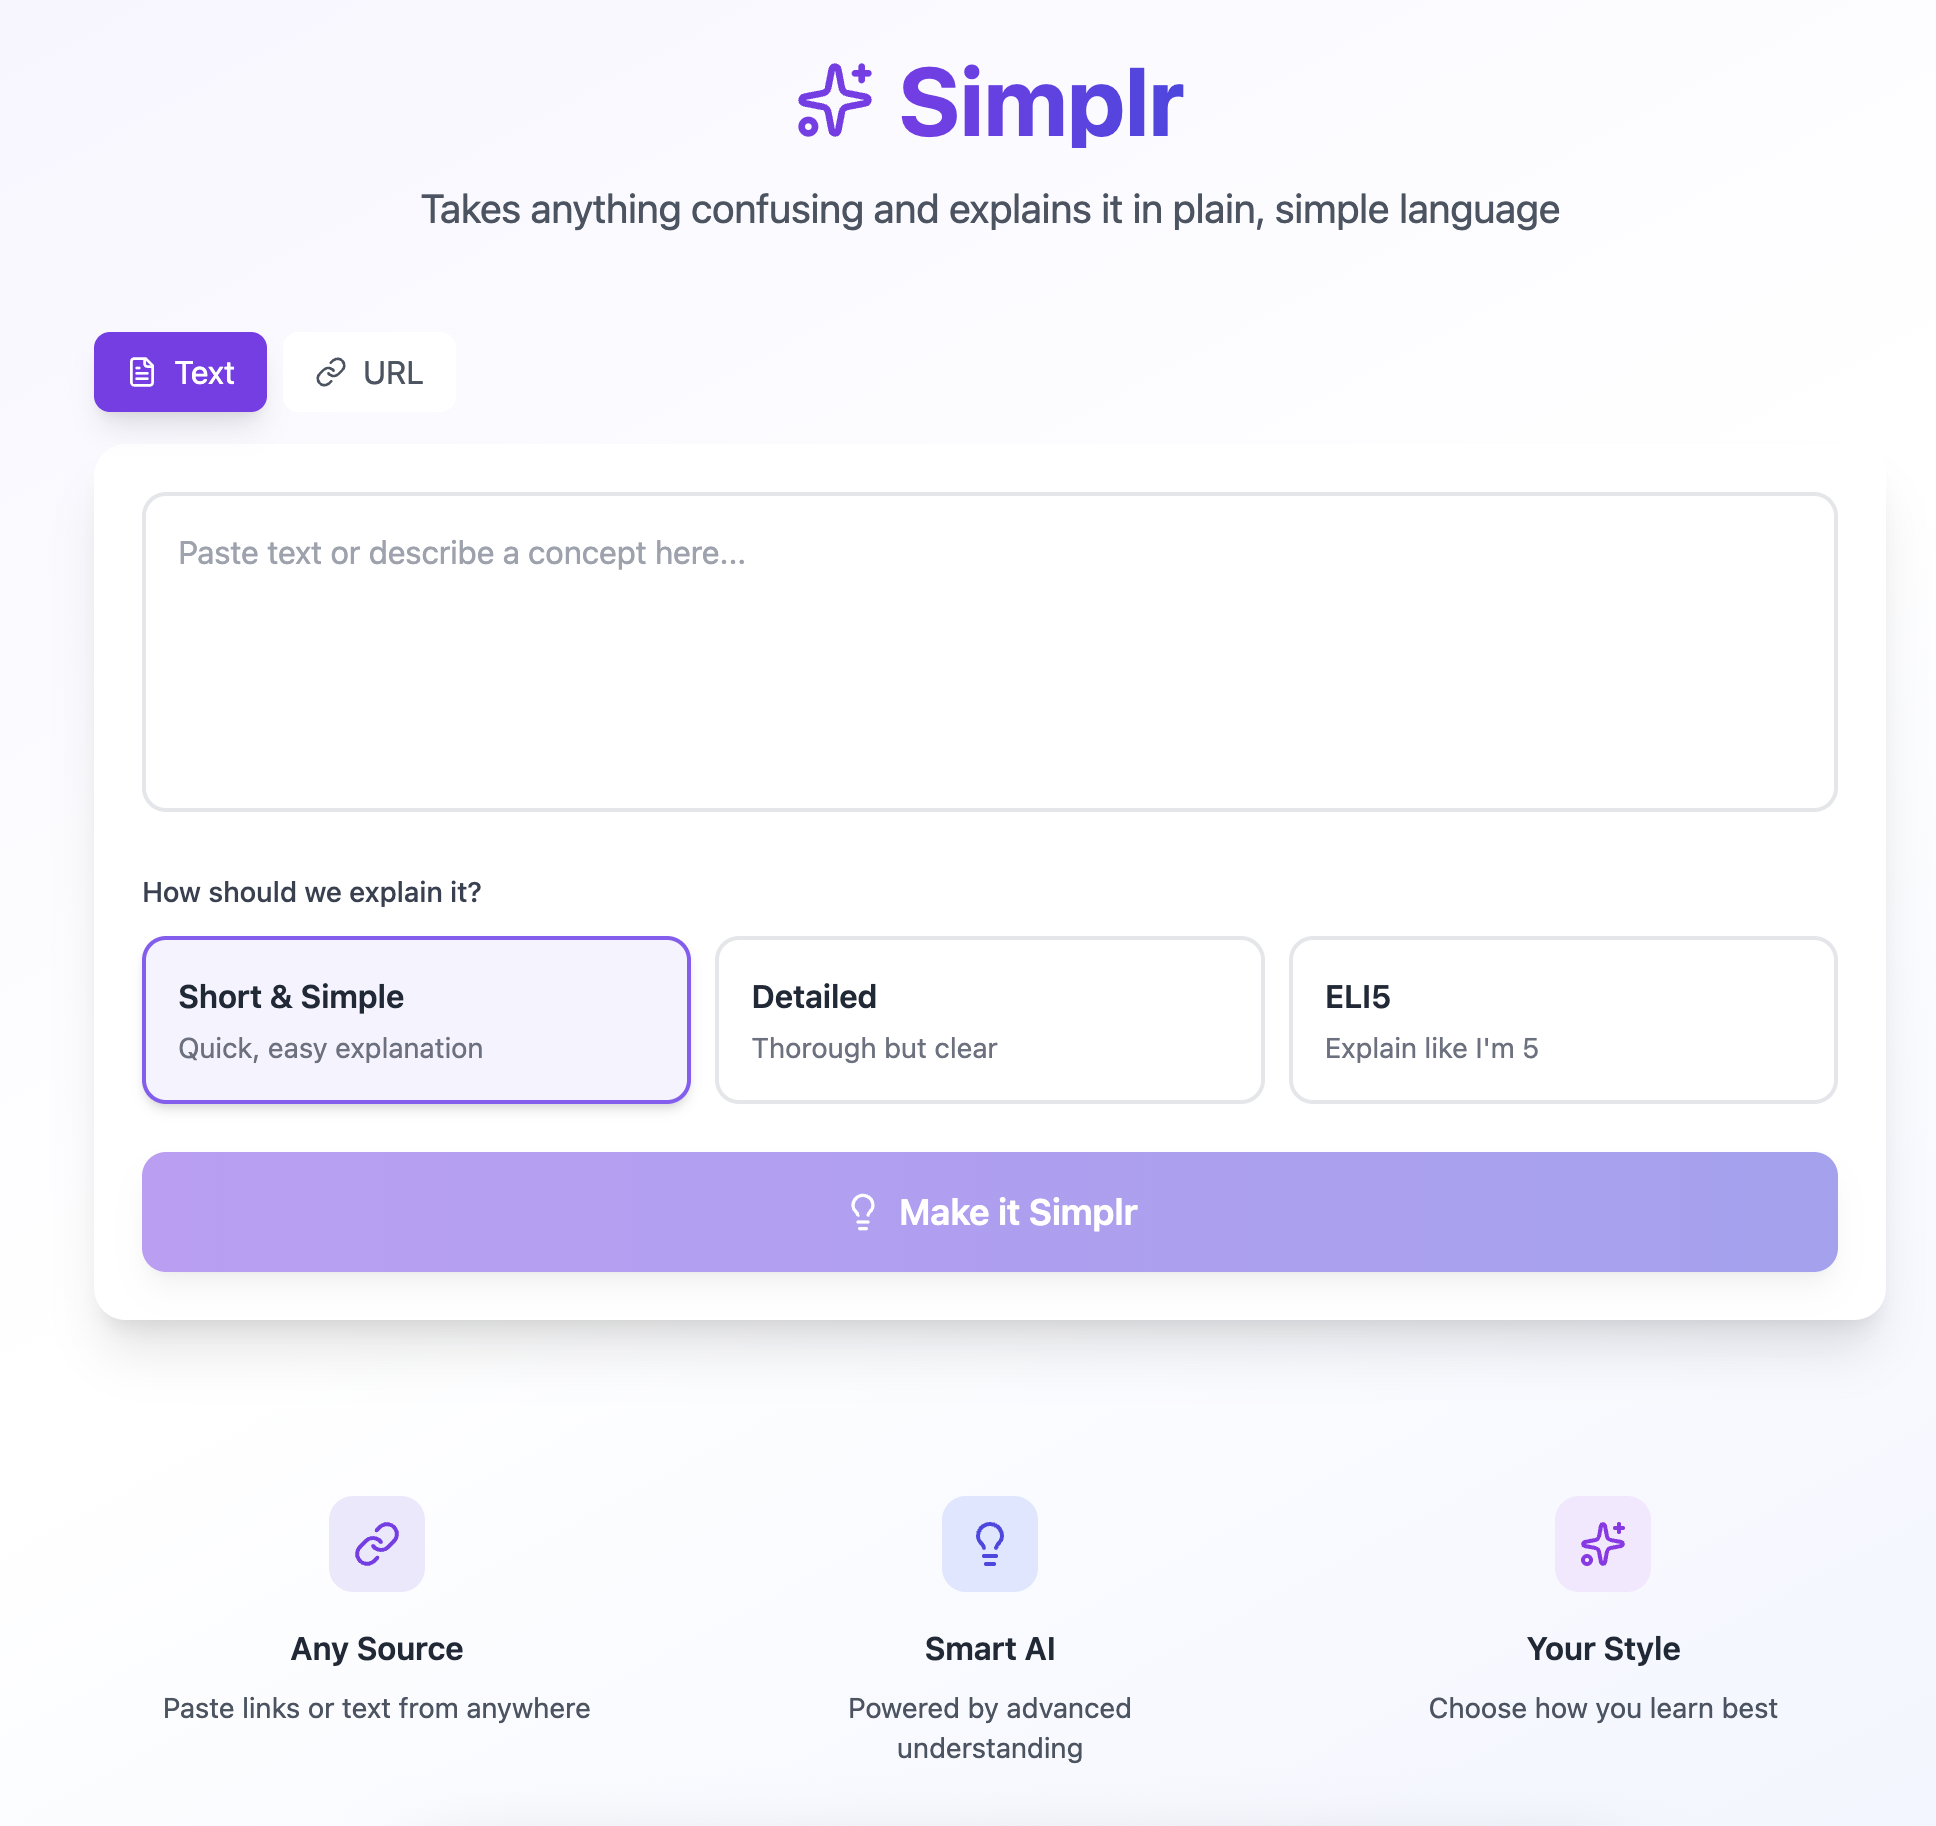 Simplr
Takes anything confusing and explains it in plain, simple language
Text
URL
Paste text or describe a concept here...
How should we explain it?
Short & Simple
Quick, easy explanation
Detailed
Thorough but clear
ELI5
Explain like I'm 5
Make it Simplr
Any Source
Paste links or text from anywhere
Smart AI
Powered by advanced
understanding
Your Style
Choose how you learn best